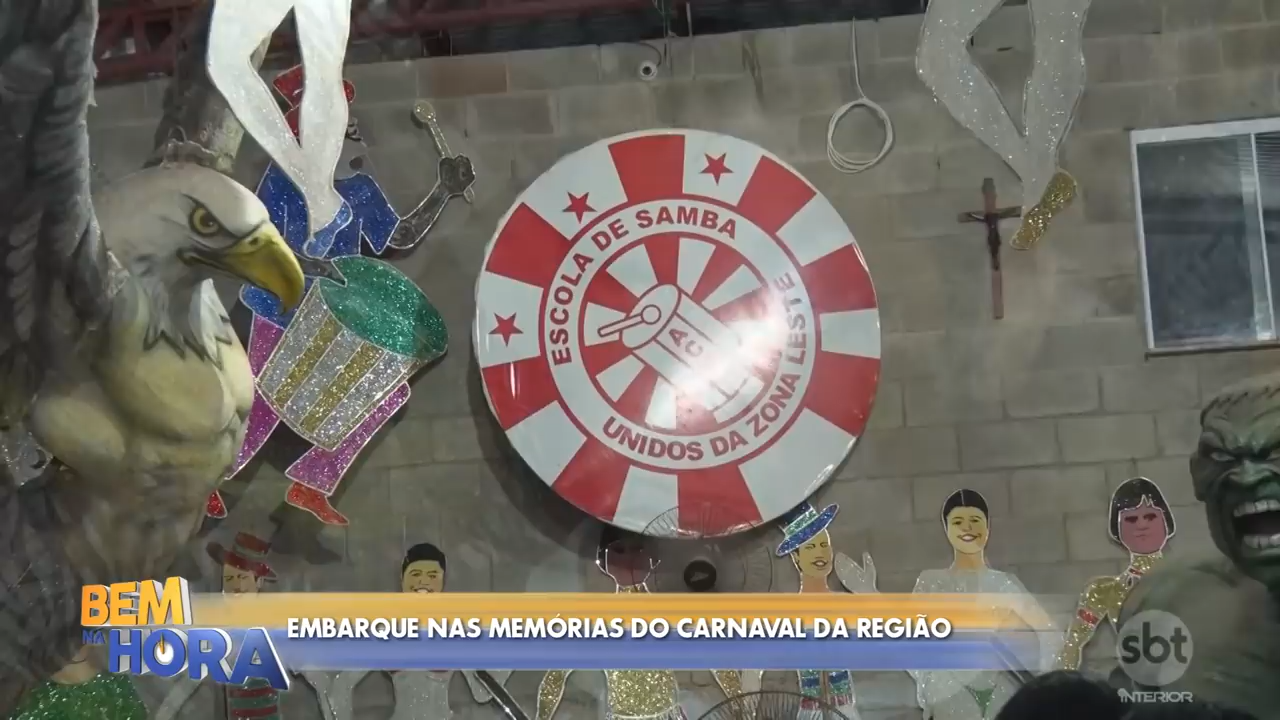 ESCOLA DE SAMBA
UNIDOS DA ZONA LESTE
BEM
NA
HORA
EMBARQUE NAS MEMÓRIAS DO CARNAVAL DA REGIÃO
sbt
INTERIOR